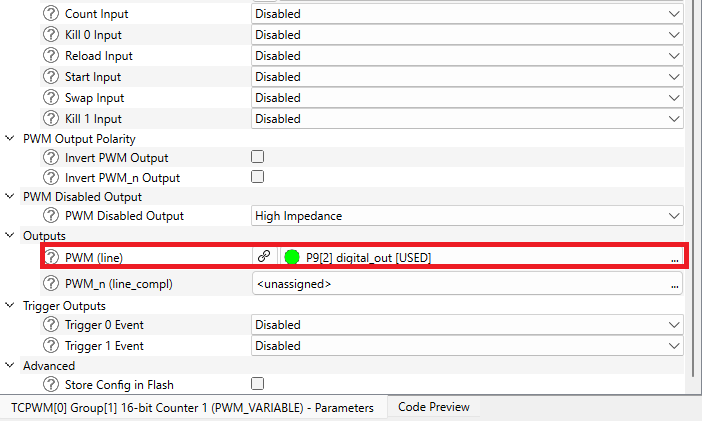 Count Input Disabled
Kill 0 Input Disabled
Reload Input Disabled
Start Input Disabled
Swap Input Disabled
Kill 1 Input Disabled
PWM Output Polarity
Invert PWM Output
Invert PWM_n Output
PWM Disabled Output
PWM Disabled Output High Impedance
Outputs
PWM (line) P9[2] digital_out [USED] ...
PWM_n (line_compl) <unassigned> ...
Trigger Outputs
Trigger 0 Event Disabled
Trigger 1 Event Disabled
Advanced
Store Config in Flash
TCPWM[0] Group[1] 16-bit Counter 1 (PWM_VARIABLE) - Parameters Code Preview